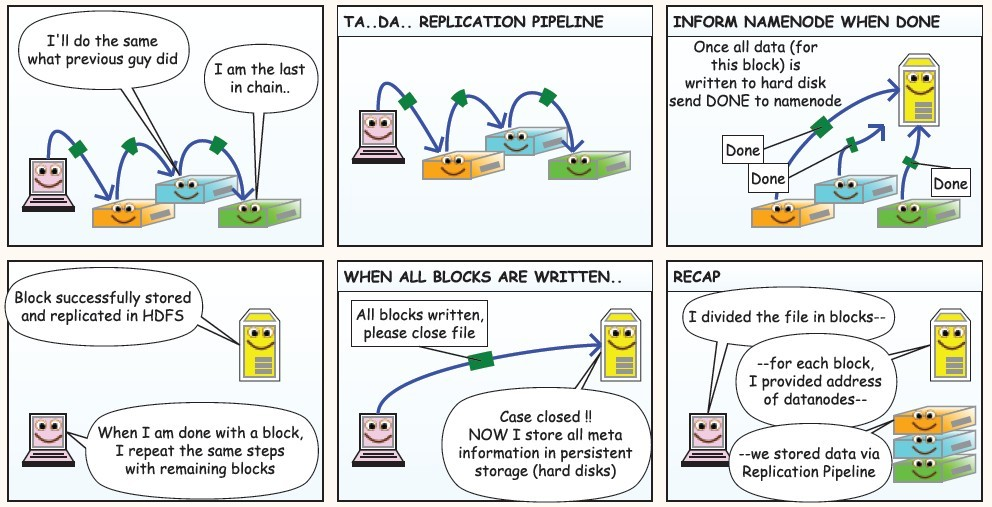 I'll do the same
what previous guy did
I am the last
in chain..
TA..DA.. REPLICATION PIPELINE
INFORM NAMENODE WHEN DONE
Once all data (for
this block) is
written to hard disk
send DONE to namenode
Done
Done
Done
Block successfully stored
and replicated in HDFS
When I am done with a block,
I repeat the same steps
with remaining blocks
WHEN ALL BLOCKS ARE WRITTEN..
All blocks written,
please close file
Case closed !!
NOW I store all meta
information in persistent
storage (hard disks)
RECAP
I divided the file in blocks--
--for each block,
I provided address
of datanodes--
--we stored data via
Replication Pipeline